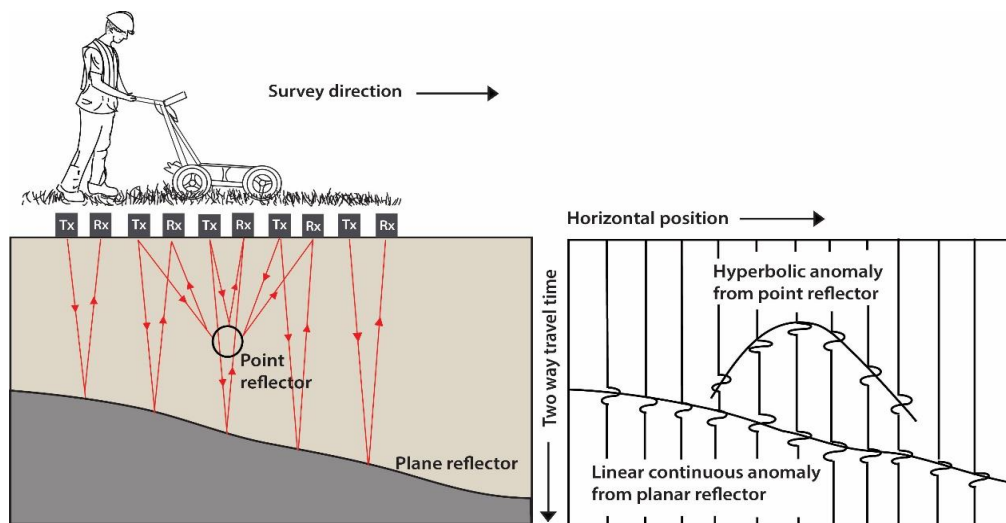 Survey direction
Tx Rx Tx Rx Tx Rx Tx Rx Tx Rx
Point
reflector
Plane reflector
Horizontal position
Two way travel time
Hyperbolic anomaly
from point reflector
Linear continuous anomaly
from planar reflector